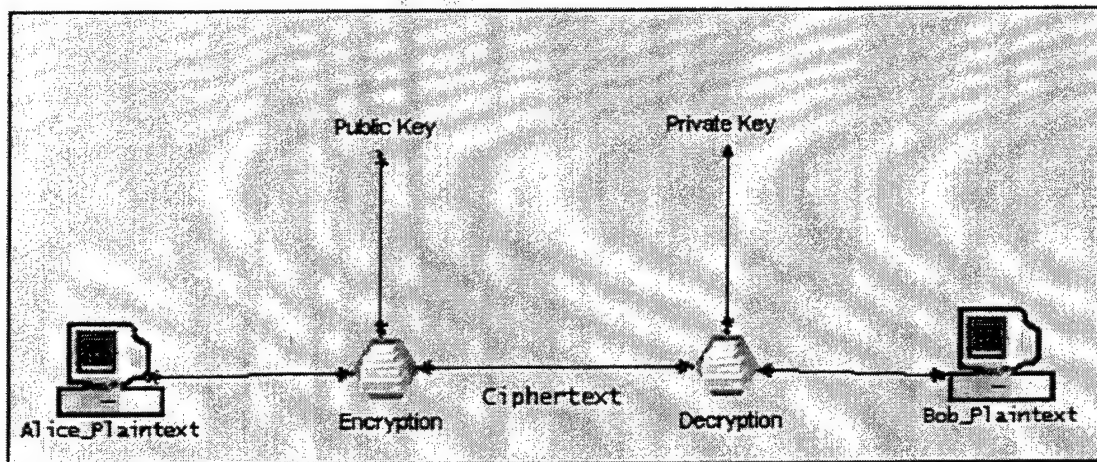 Public Key
Private Key
Ciphertext
Encryption
Decryption
Alice_Plaintext
Bob_Plaintext